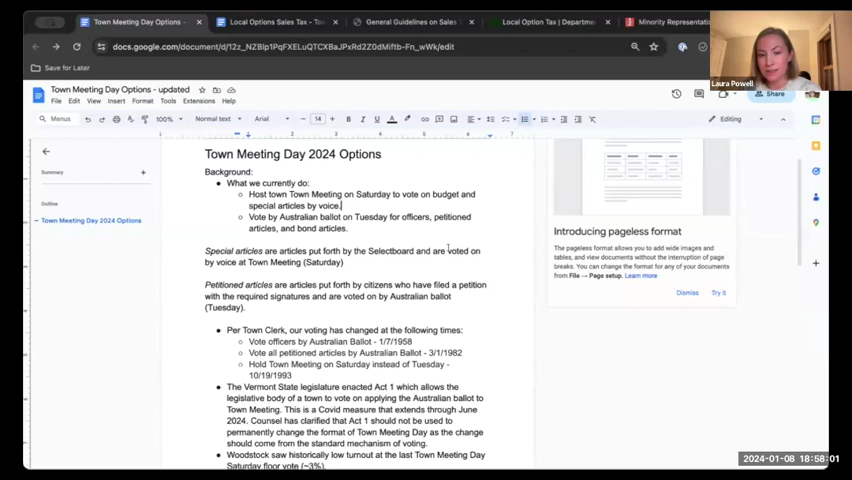 Town Meeting Day Options -
Local Options Sales Tax - Tow
General Guidelines on Sales
Local Option Tax | Departme
Minority Representa
docs.google.com/document/d/12z_NZBIp1PqFXELuQTCXBaJPxRd2Z0dMiftb-Fn_wWk/edit
Save for Later
Laura Powell
Town Meeting Day Options - updated
File Edit View Insert Format Tools Extensions Help
Share
Menus 100% Normal text Arial 14 B I U A Editing
1 2 3 4 5 6 7
Summary
Town Meeting Day 2024 Options
Town Meeting Day 2024 Options
Background:
What we currently do:
Host town Town Meeting on Saturday to vote on budget and
special articles by voice.
Vote by Australian ballot on Tuesday for officers, petitioned
articles, and bond articles.
Special articles are articles put forth by the Selectboard and are voted on
by voice at Town Meeting (Saturday)
Petitioned articles are articles put forth by citizens who have filed a petition
with the required signatures and are voted on by Australian ballot
(Tuesday).
Per Town Clerk, our voting has changed at the following times:
Vote officers by Australian Ballot - 1/7/1958
Vote all petitioned articles by Australian Ballot - 3/1/1982
Hold Town Meeting on Saturday instead of Tuesday -
10/19/1993
The Vermont State legislature enacted Act 1 which allows the
legislative body of a town to vote on applying the Australian ballot to
Town Meeting. This is a Covid measure that extends through June
2024. Counsel has clarified that Act 1 should not be used to
permanently change the format of Town Meeting Day as the change
should come from the standard mechanism of voting.
Woodstock saw historically low turnout at the last Town Meeting Day
Saturday floor vote (~3%).
Introducing pageless format
The pageless format allows you to add wide images and
tables, and view documents without the interruption of page
breaks. You can change the format for any of your documents
from File → Page setup. Learn more
Dismiss Try it
2024-01-08 18:58:01